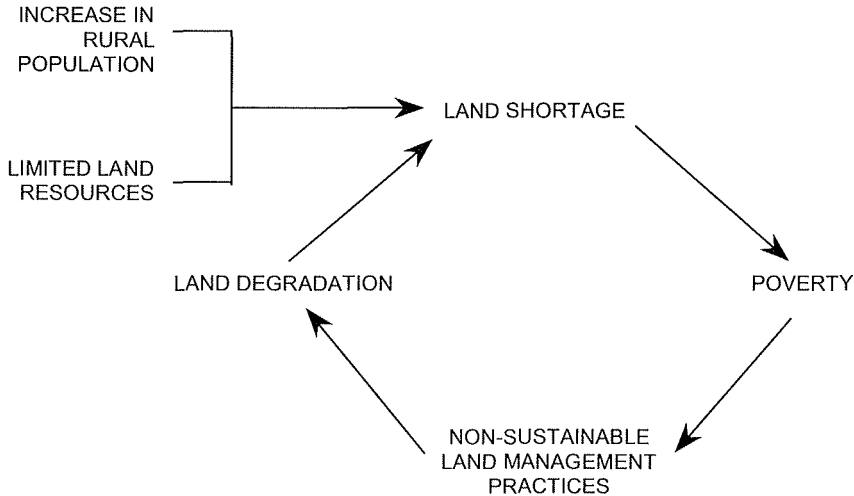 INCREASE IN
RURAL
POPULATION
LAND SHORTAGE
LIMITED LAND
RESOURCES
LAND DEGRADATION
POVERTY
NON-SUSTAINABLE
LAND MANAGEMENT
PRACTICES